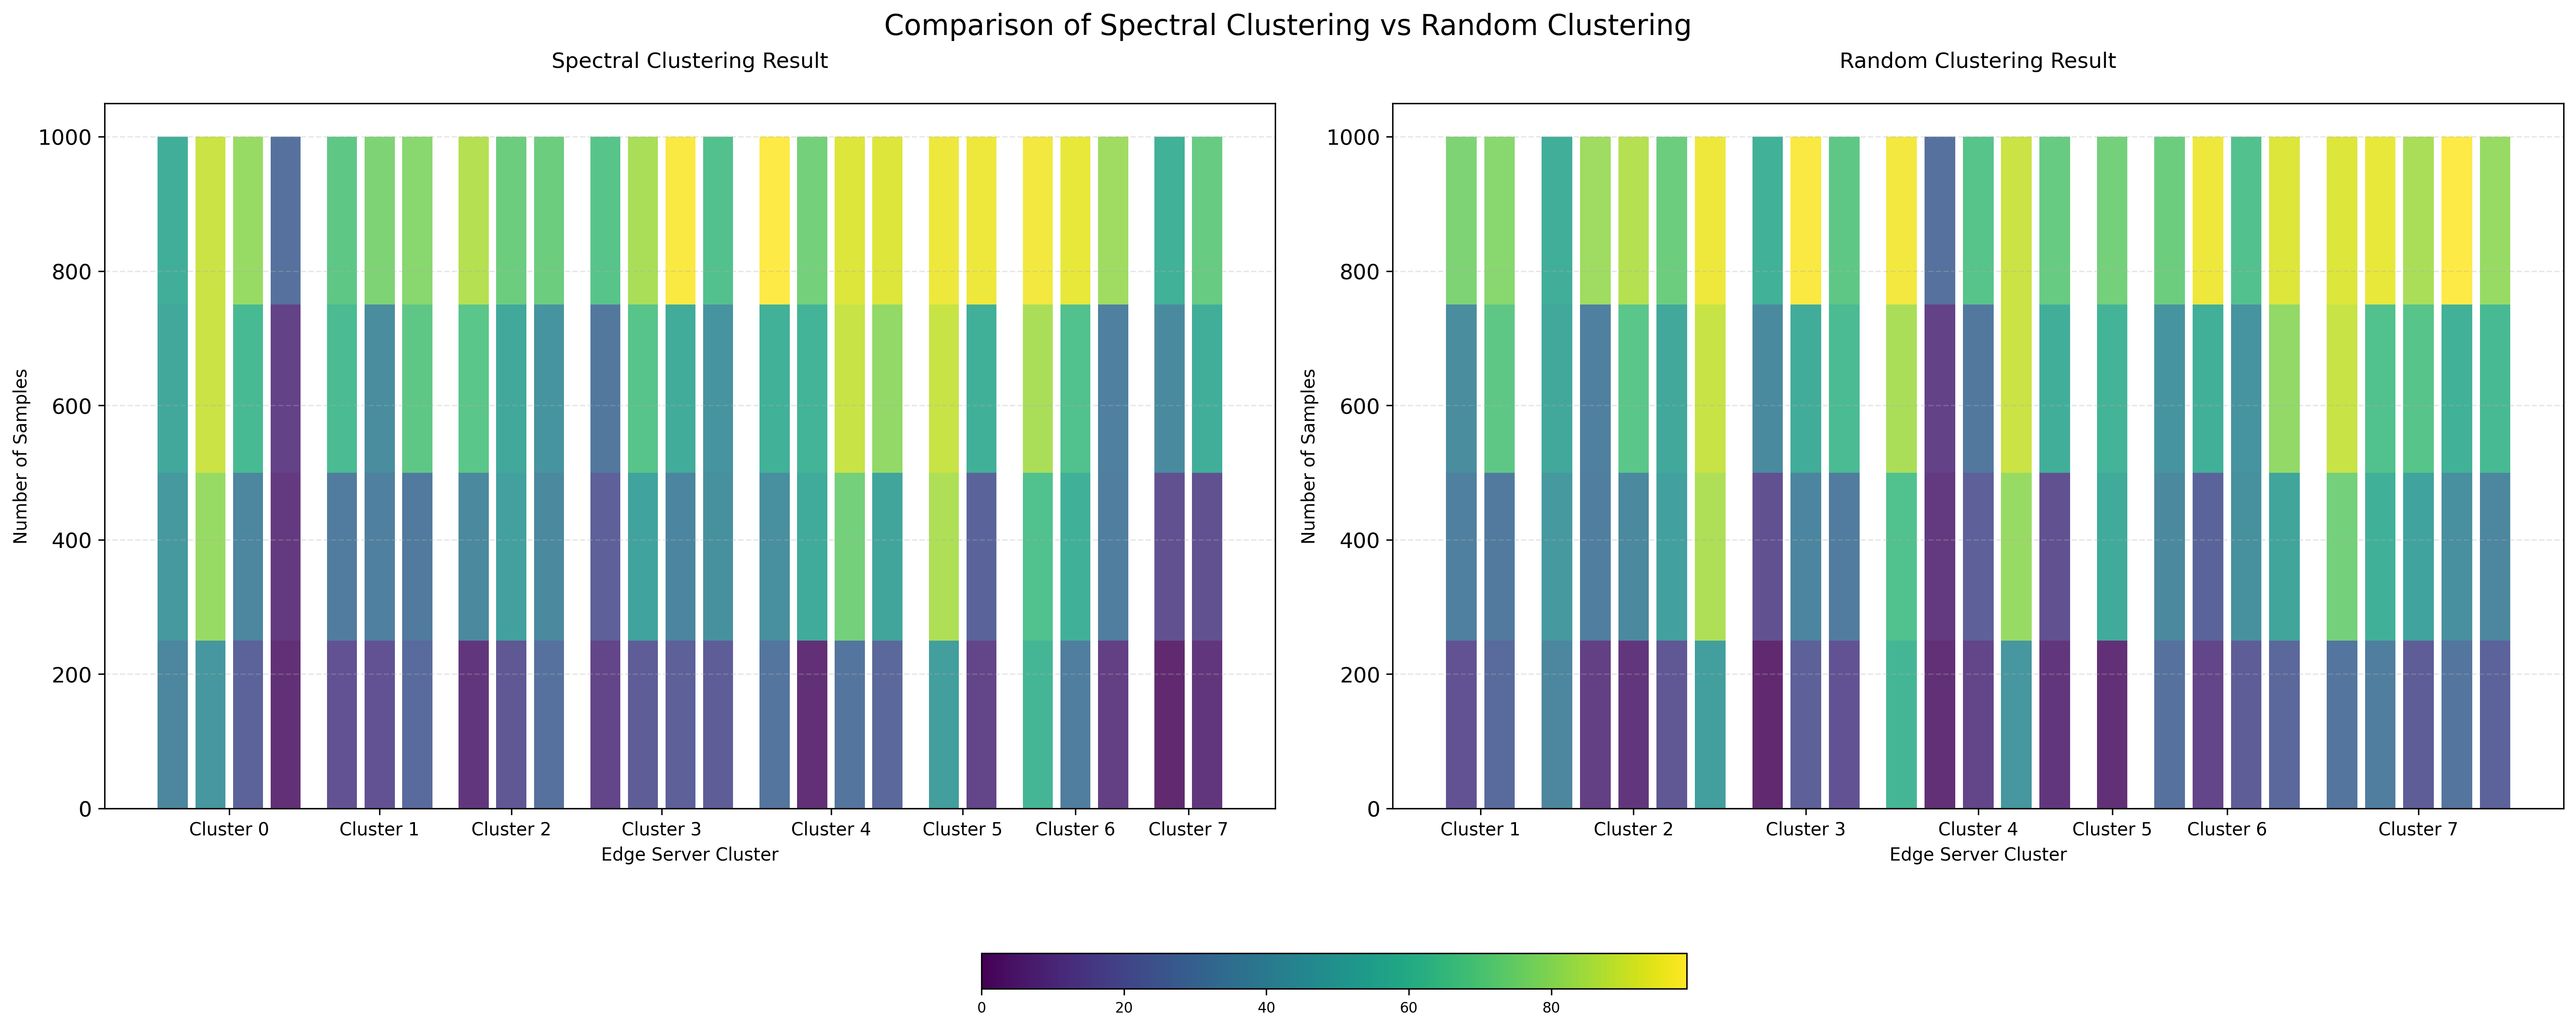 Comparison of Spectral Clustering vs Random Clustering
Spectral Clustering Result
Number of Samples
1000
800
600
400
200
0
Cluster 0 Cluster 1 Cluster 2 Cluster 3 Cluster 4 Cluster 5 Cluster 6 Cluster 7
Edge Server Cluster
Random Clustering Result
Number of Samples
1000
800
600
400
200
0
Cluster 1 Cluster 2 Cluster 3 Cluster 4 Cluster 5 Cluster 6 Cluster 7
Edge Server Cluster
0 20 40 60 80